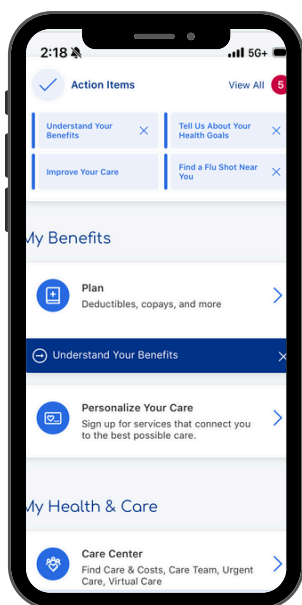 2:18 5G+
Action Items View All 5
Understand Your
Benefits
Tell Us About Your
Health Goals
Improve Your Care
Find a Flu Shot Near
You
My Benefits
Plan
Deductibles, copays, and more
Understand Your Benefits
Personalize Your Care
Sign up for services that connect you
to the best possible care.
My Health & Care
Care Center
Find Care & Costs, Care Team, Urgent
Care, Virtual Care